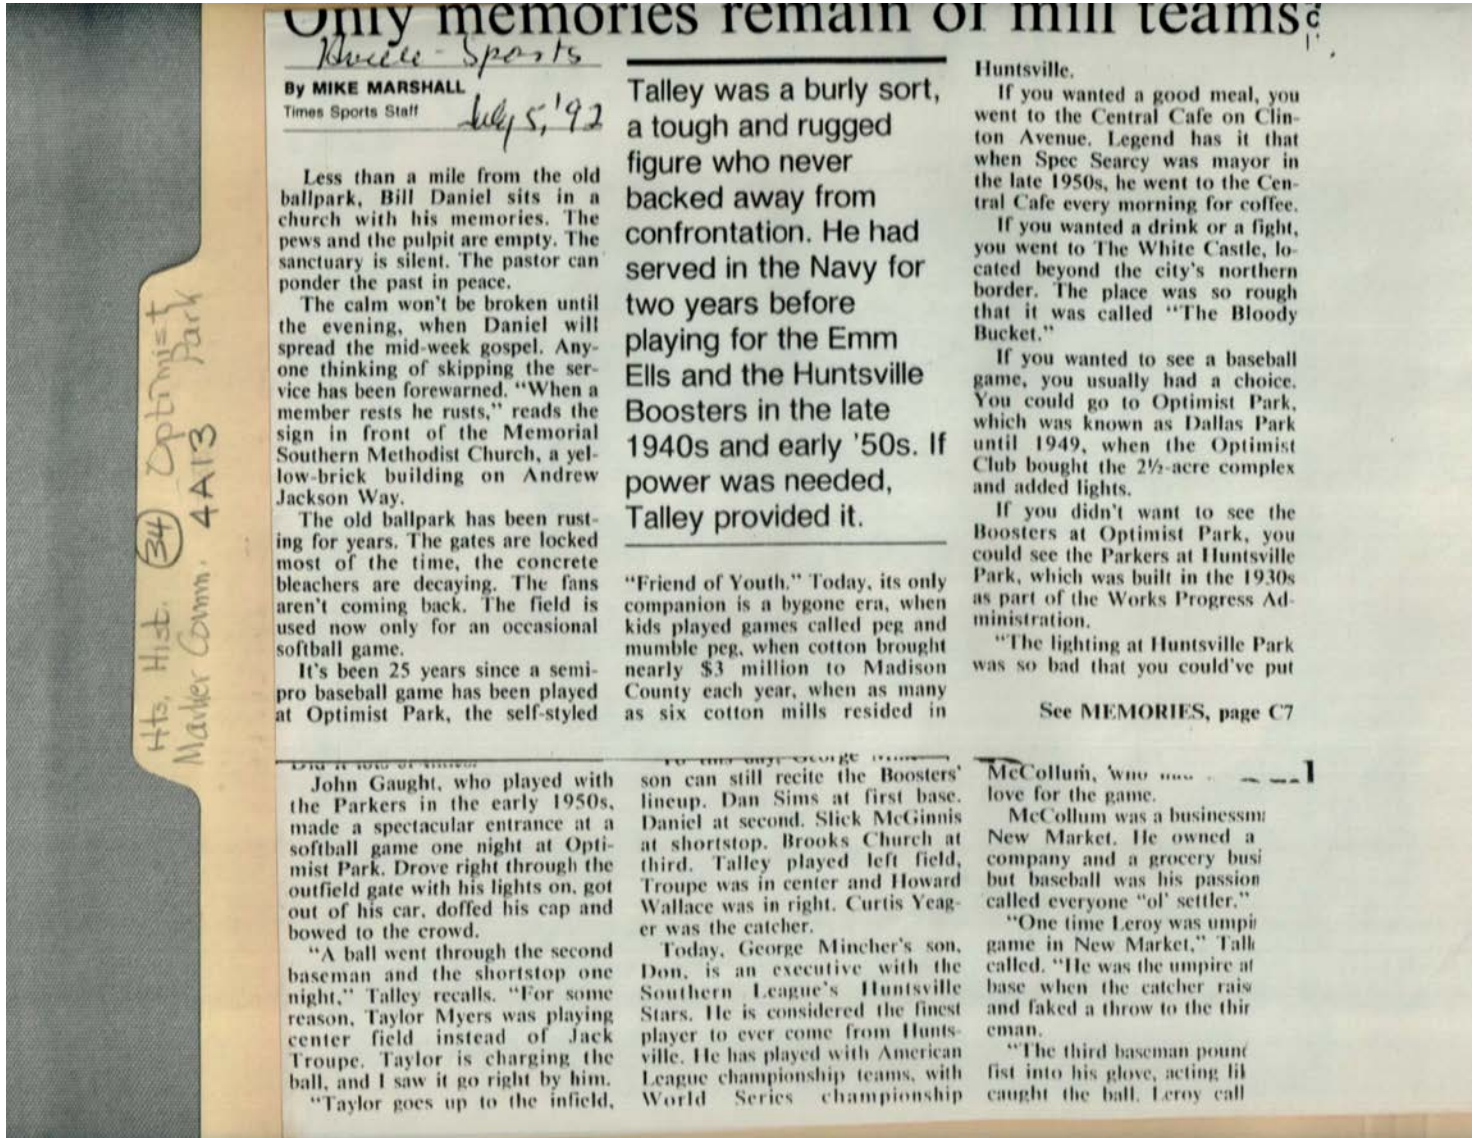 Only memories remain of mill teams
Hville - Sports
July 5, '92
By MIKE MARSHALL
Times Sports Staff
Less than a mile from the old
ballpark, Bill Daniel sits in a
church with his memories. The
pews and the pulpit are empty. The
sanctuary is silent. The pastor can
ponder the past in peace.
The calm won't be broken until
the evening, when Daniel will
spread the mid-week gospel. Any-
one thinking of skipping the ser-
vice has been forewarned. "When a
member rests he rusts," reads the
sign in front of the Memorial
Southern Methodist Church, a yel-
low-brick building on Andrew
Jackson Way.
The old ballpark has been rust-
ing for years. The gates are locked
most of the time, the concrete
bleachers are decaying. The fans
aren't coming back. The field is
used now only for an occasional
softball game.
It's been 25 years since a semi-
pro baseball game has been played
at Optimist Park, the self-styled
Talley was a burly sort,
a tough and rugged
figure who never
backed away from
confrontation. He had
served in the Navy for
two years before
playing for the Emm
Ells and the Huntsville
Boosters in the late
1940s and early '50s. If
power was needed,
Talley provided it.
"Friend of Youth." Today, its only
companion is a bygone era, when
kids played games called peg and
mumble peg, when cotton brought
nearly $3 million to Madison
County each year, when as many
as six cotton mills resided in
Huntsville.
If you wanted a good meal, you
went to the Central Cafe on Clin-
ton Avenue. Legend has it that
when Spec Searcy was mayor in
the late 1950s, he went to the Cen-
tral Cafe every morning for coffee.
If you wanted a drink or a fight,
you went to The White Castle, lo-
cated beyond the city's northern
border. The place was so rough
that it was called "The Bloody
Bucket."
If you wanted to see a baseball
game, you usually had a choice.
You could go to Optimist Park,
which was known as Dallas Park
until 1949, when the Optimist
Club bought the 2½-acre complex
and added lights.
If you didn't want to see the
Boosters at Optimist Park, you
could see the Parkers at Huntsville
Park, which was built in the 1930s
as part of the Works Progress Ad-
ministration.
"The lighting at Huntsville Park
was so bad that you could've put
See MEMORIES, page C7
John Gaught, who played with
the Parkers in the early 1950s,
made a spectacular entrance at a
softball game one night at Opti-
mist Park. Drove right through the
outfield gate with his lights on, got
out of his car, doffed his cap and
bowed to the crowd.
"A ball went through the second
baseman and the shortstop one
night," Talley recalls. "For some
reason, Taylor Myers was playing
center field instead of Jack
Troupe. Taylor is charging the
ball, and I saw it go right by him.
"Taylor goes up to the infield,
son can still recite the Boosters'
lineup. Dan Sims at first base.
Daniel at second. Slick McGinnis
at shortstop. Brooks Church at
third. Talley played left field,
Troupe was in center and Howard
Wallace was in right. Curtis Yeag-
er was the catcher.
Today, George Mincher's son,
Don, is an executive with the
Southern League's Huntsville
Stars. He is considered the finest
player to ever come from Hunts-
ville. He has played with American
League championship teams, with
World Series championship
McCollum, who
love for the game.
McCollum was a businessm
New Market. He owned a
company and a grocery busi
but baseball was his passion
called everyone "ol' settler."
"One time Leroy was umpi
game in New Market," Tall
called. "He was the umpire at
base when the catcher rais
and faked a throw to the thir
eman.
"The third baseman pound
fist into his glove, acting lik
caught the ball. Leroy call
Hts. Hist. 34 Optimist Park
Marker Comm. 4A13